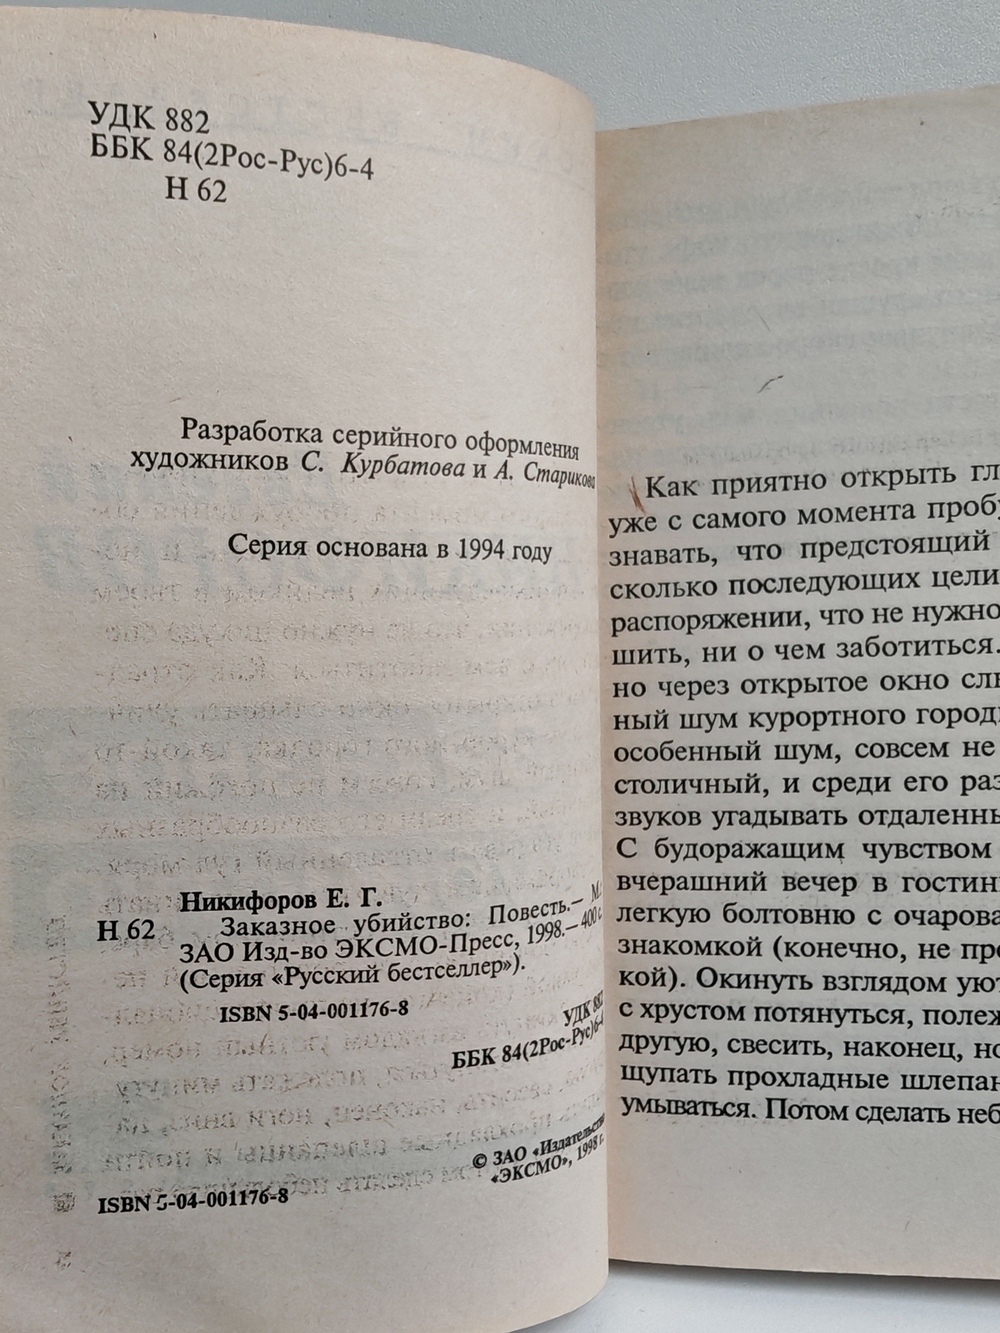 УДК 882
ББК 84(2Рос-Рус)6-4
Н 62
Разработка серийного оформления
художников С. Курбатова и А. Старикова
Серия основана в 1994 году
Никифоров Е. Г.
Н 62 Заказное убийство: Повесть.— М.:
ЗАО Изд-во ЭКСМО-Пресс, 1998.— 400 с.
(Серия «Русский бестселлер»).
ISBN 5-04-001176-8
УДК 882
ББК 84(2Рос-Рус)6-4
© ЗАО «Издательство
«ЭКСМО», 1998 г.
ISBN 5-04-001176-8
Как приятно открыть гл
уже с самого момента проб
знавать, что предстоящий
сколько последующих цели
распоряжении, что не нужно
шить, ни о чем заботиться.
но через открытое окно сл
ный шум курортного город
особенный шум, совсем не
столичный, и среди его раз
звуков угадывать отдаленны
С будоражащим чувством
вчерашний вечер в гостин
легкую болтовню с очарова
знакомкой (конечно, не про
кой). Окинуть взглядом уют
с хрустом потянуться, полеж
другую, свесить, наконец, но
щупать прохладные шлепан
умываться. Потом сделать неб